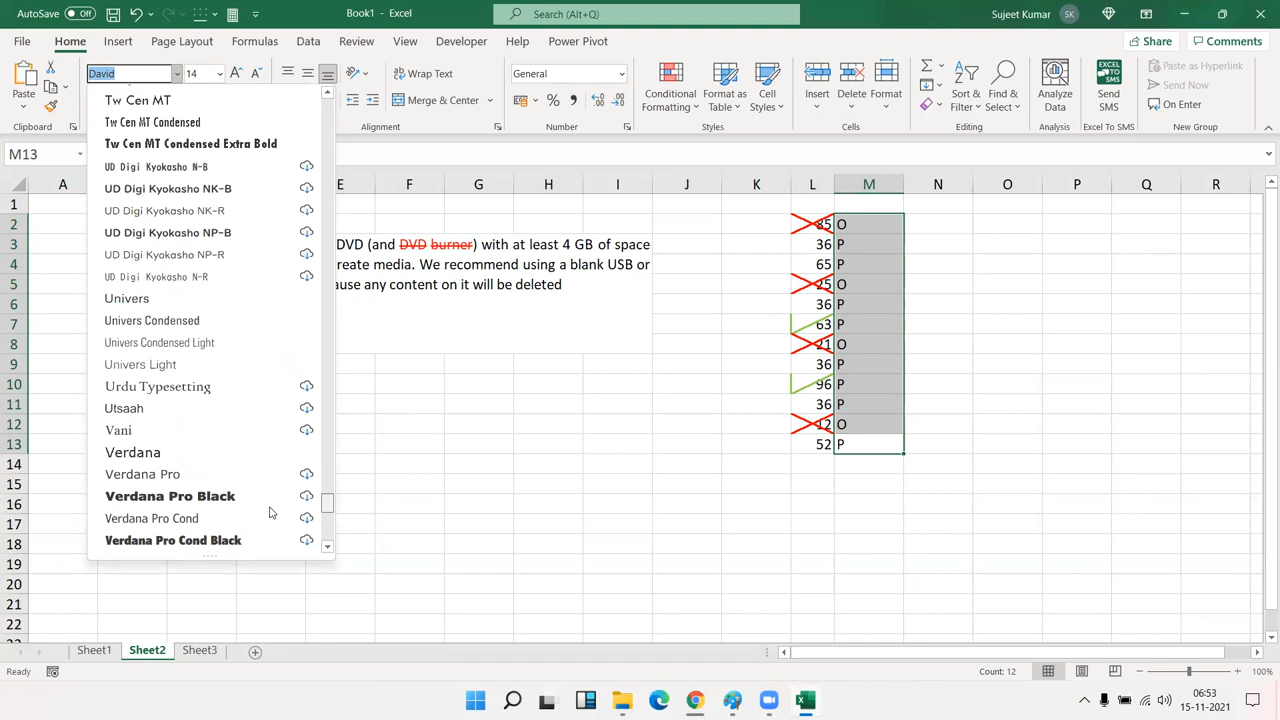 AutoSave Off Book1 - Excel Search (Alt+Q) Sujeet Kumar SK
File Home Insert Page Layout Formulas Data Review View Developer Help Power Pivot Share Comments
David 14 Wrap Text General Paste as Hyperlink
Send Now
Paste Merge & Center Conditional Formatting Format as Table Cell Styles Insert Delete Format Sort & Filter Find & Select Analyze Data Send SMS On Enter
Clipboard Alignment Number Styles Cells Editing Analysis Excel To SMS New Group
M13
A E F G H I J K L M N O P Q R
Tw Cen MT
Tw Cen MT Condensed
Tw Cen MT Condensed Extra Bold
UD Digi Kyokasho N-B
UD Digi Kyokasho NK-B
UD Digi Kyokasho NK-R
UD Digi Kyokasho NP-B
UD Digi Kyokasho NP-R
UD Digi Kyokasho N-R
Univers
Univers Condensed
Univers Condensed Light
Univers Light
Urdu Typesetting
Utsaah
Vani
Verdana
Verdana Pro
Verdana Pro Black
Verdana Pro Cond
Verdana Pro Cond Black
1
2 85 O
3 DVD (and DVD burner) with at least 4 GB of space 36 P
4 reate media. We recommend using a blank USB or 65 P
5 ause any content on it will be deleted 25 O
6 36 P
7 63 P
8 21 O
9 36 P
10 96 P
11 36 P
12 12 O
13 52 P
14
15
16
17
18
19
20
21
22
Sheet1 Sheet2 Sheet3
Ready Count: 12 100%
06:53
15-11-2021